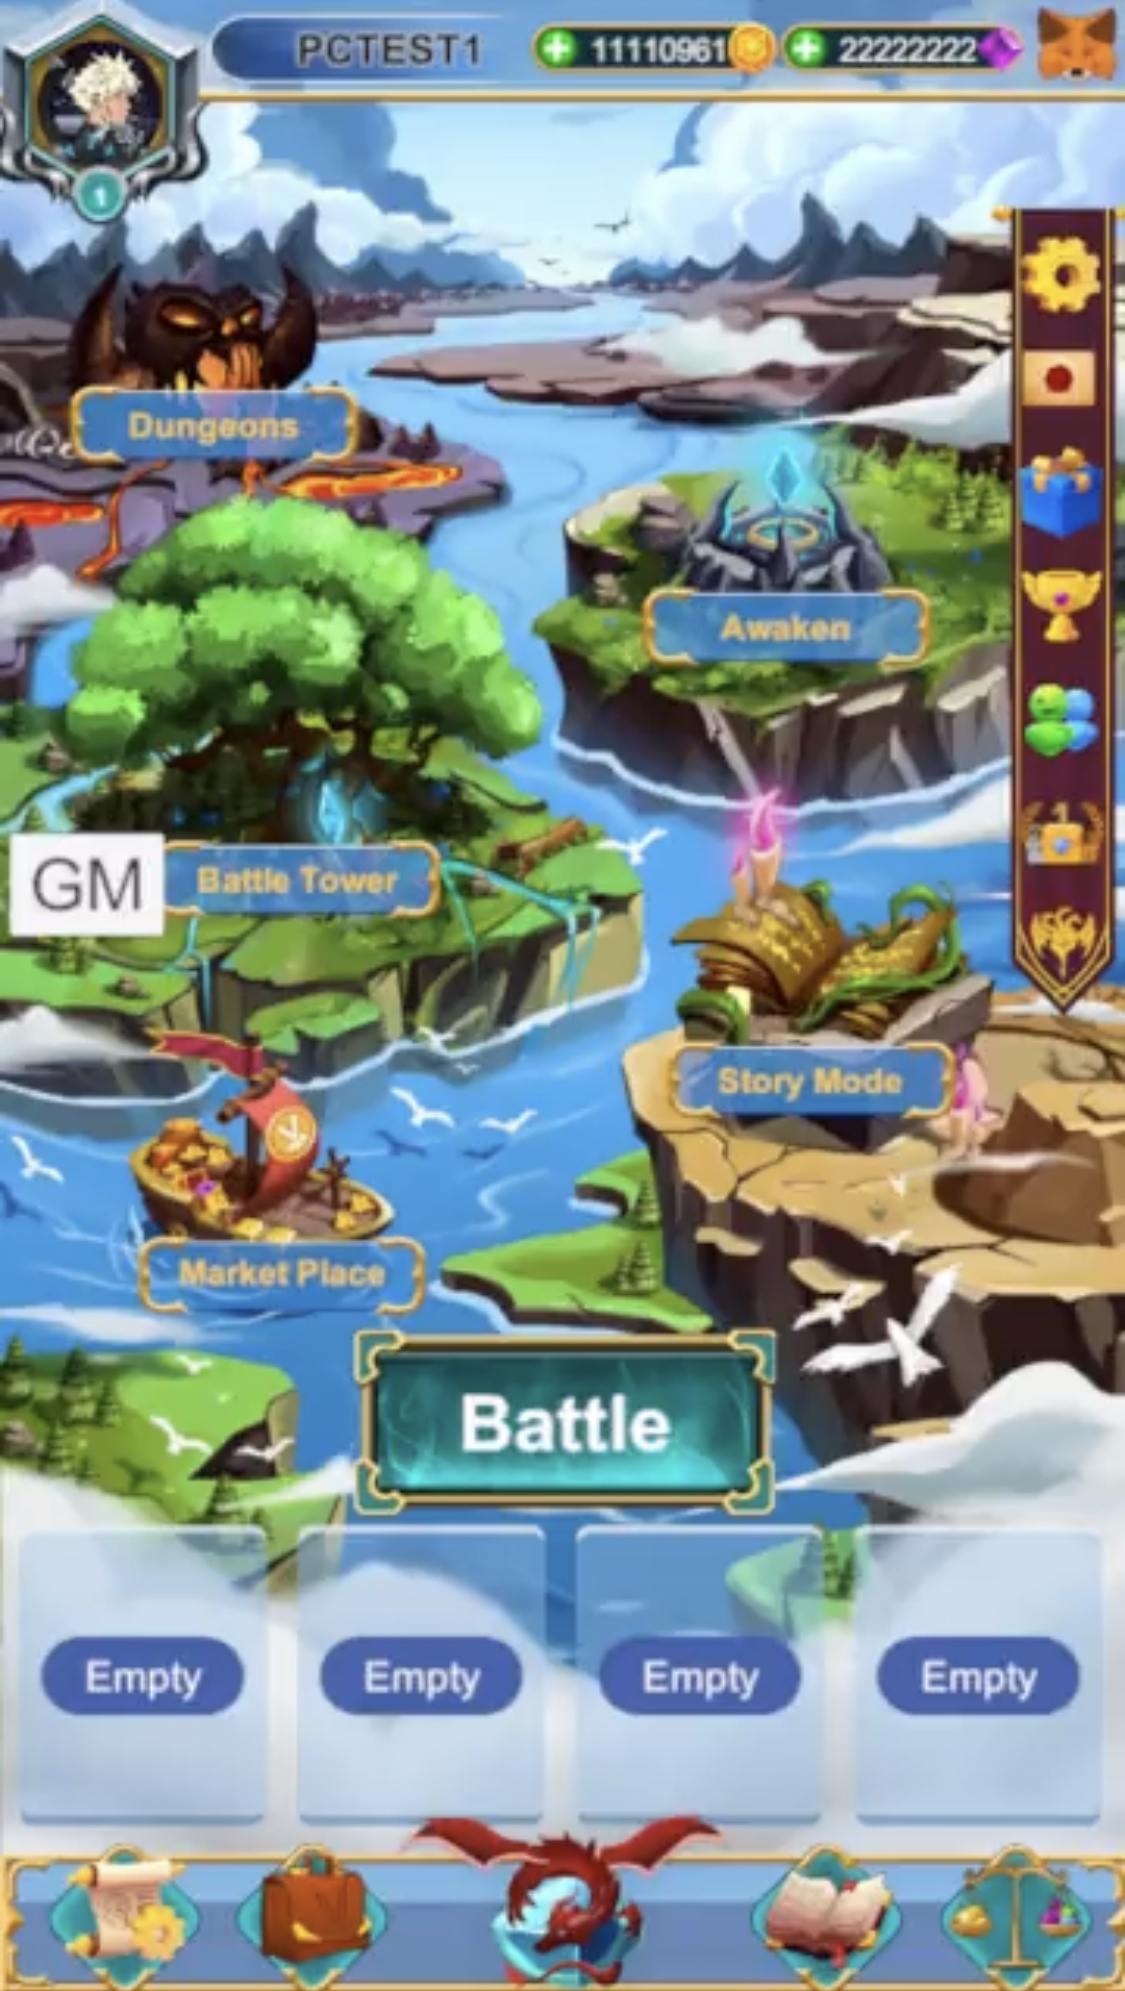 PCTEST1
11110961
22222222
1
Dungeons
Awaken
GM
Battle Tower
Story Mode
Market Place
Battle
Empty
Empty
Empty
Empty